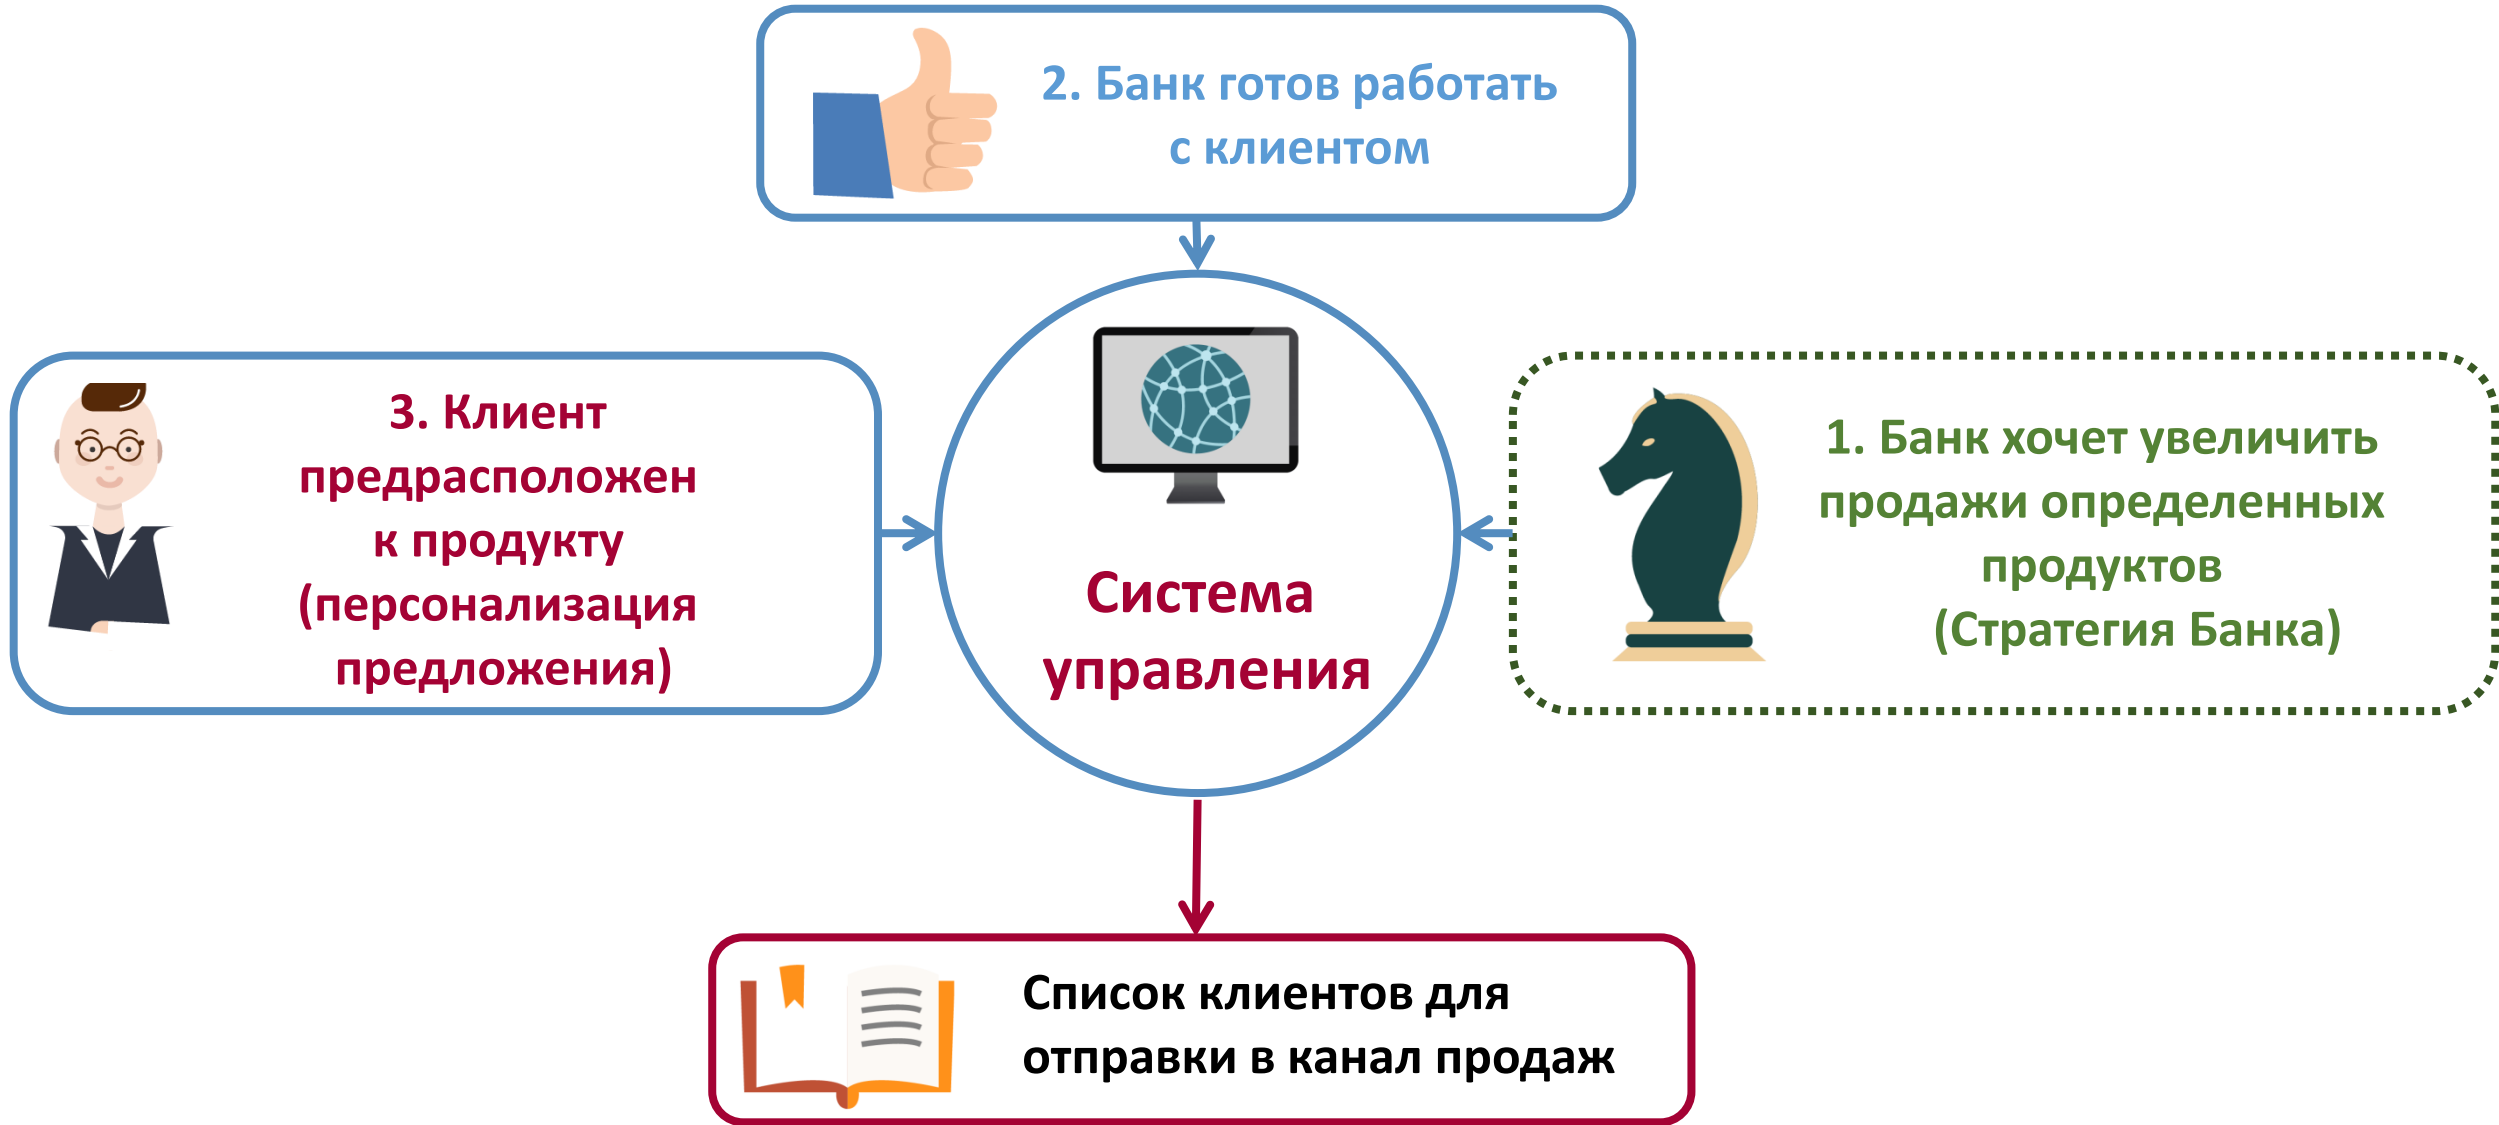 2. Банк готов работать
с клиентом
3. Клиент
предрасположен
к продукту
(персонализация
предложения)
Система
управления
1. Банк хочет увеличить
продажи определенных
продуктов
(Стратегия Банка)
Список клиентов для
отправки в канал продаж